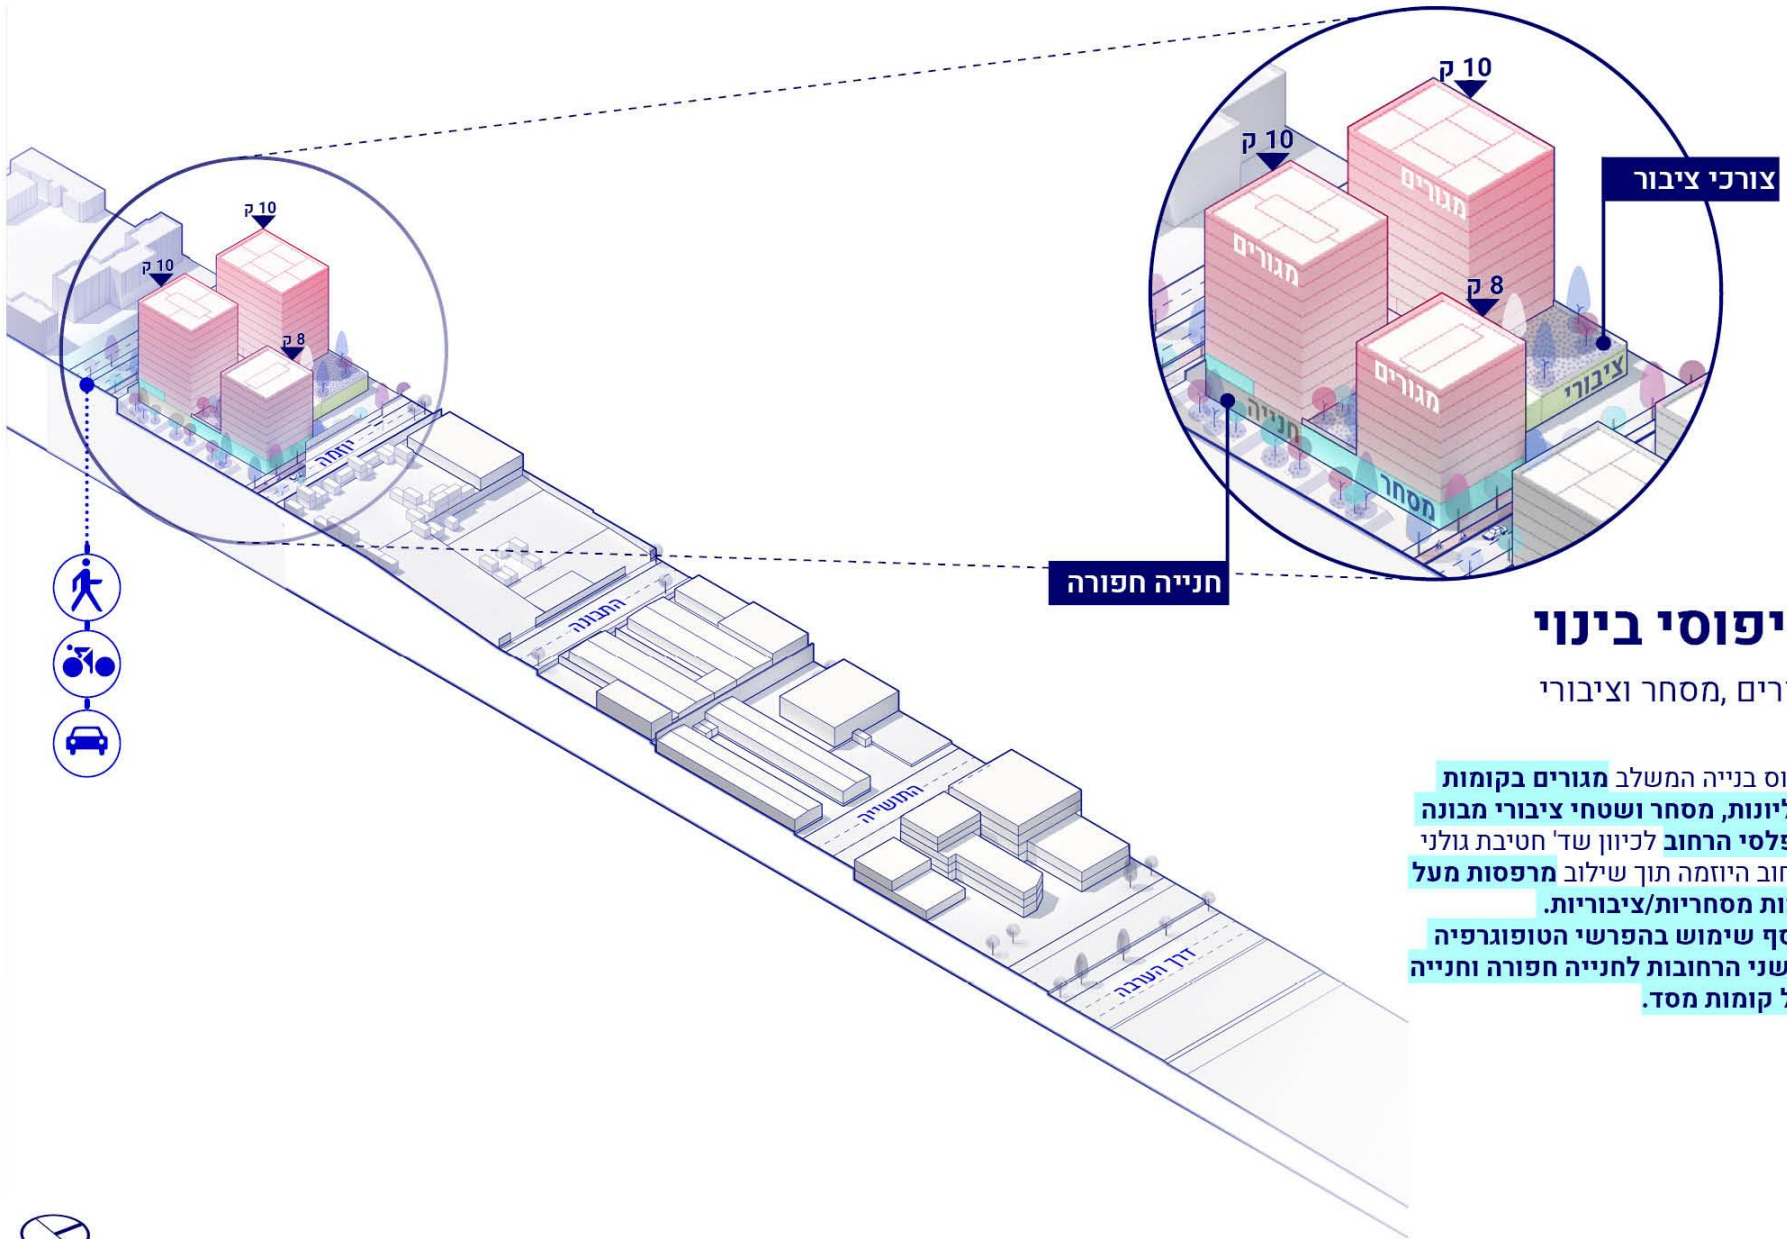 10 ק
10 ק
8 ק
יוזמה
התבונה
התושייה
דרך הערבה
10 ק
10 ק
8 ק
מגורים
מגורים
מגורים
חנייה
מסחר
ציבורי
צורכי ציבור
חנייה חפורה
יפוסי בינוי
רים ,מסחר וציבורי
וס בנייה המשלב מגורים בקומות
ליונות, מסחר ושטחי ציבורי מבונה
פלסי הרחוב לכיוון שד' חטיבת גולני
חוב היוזמה תוך שילוב מרפסות מעל
ות מסחריות/ציבוריות.
סף שימוש בהפרשי הטופוגרפיה
שני הרחובות לחנייה חפורה וחנייה
ל קומות מסד.